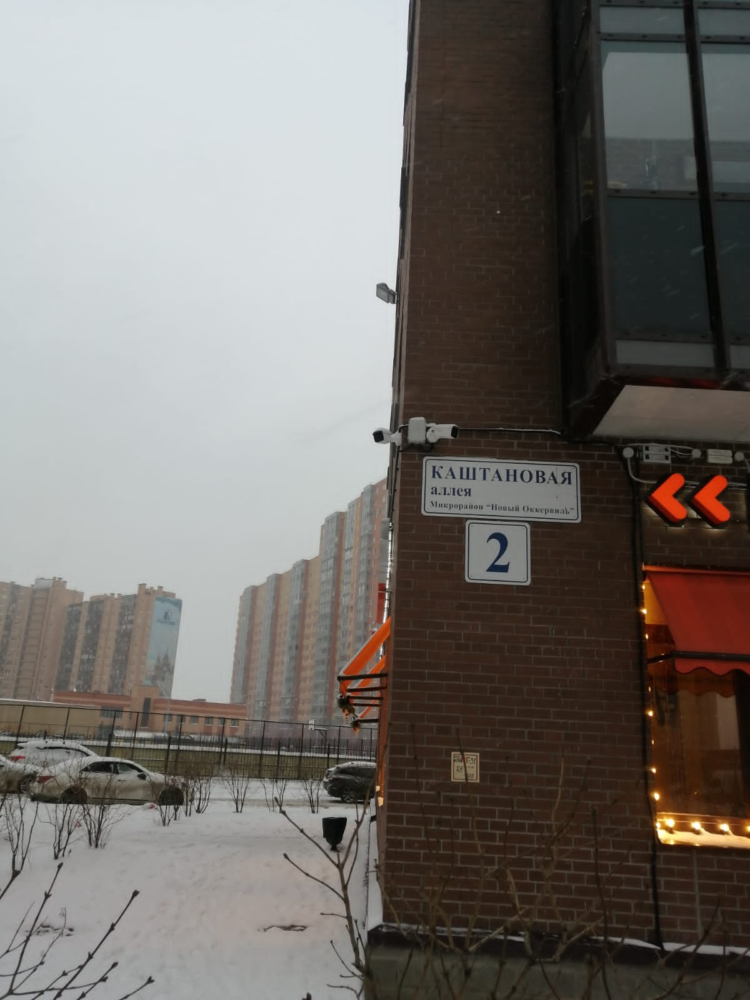 КАШТАНОВАЯ
аллея
Микрорайон "Новый Оккервиль"
2